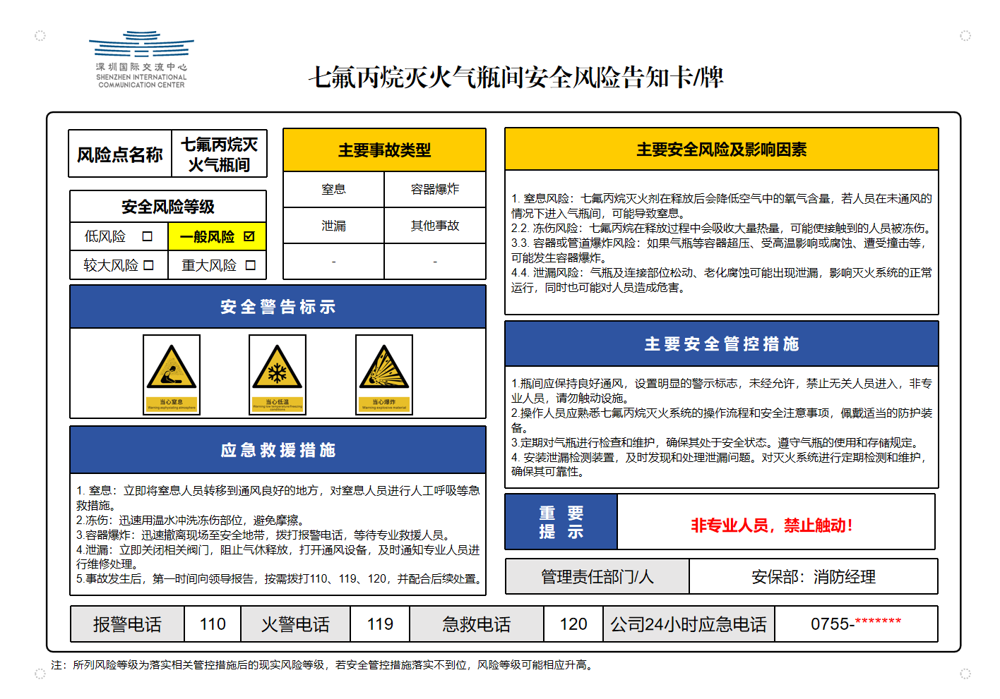 深圳国际交流中心
SHENZHEN INTERNATIONAL
COMMUNICATION CENTER
七氟丙烷灭火气瓶间安全风险告知卡/牌
风险点名称
七氟丙烷灭
火气瓶间
安全风险等级
低风险 ☐
一般风险 ☑
较大风险 ☐
重大风险 ☐
主要事故类型
窒息
容器爆炸
泄漏
其他事故
-
-
安全警告标示
当心窒息
Warning asphyxiating atmosphere
当心低温
Warning low temperature/freezing
conditions
当心爆炸
Warning explosive material
应急救援措施
1. 窒息：立即将窒息人员转移到通风良好的地方，对窒息人员进行人工呼吸等急
救措施。
2.冻伤：迅速用温水冲洗冻伤部位，避免摩擦。
3.容器爆炸：迅速撤离现场至安全地带，拨打报警电话，等待专业救援人员。
4.泄漏：立即关闭相关阀门，阻止气休释放，打开通风设备，及时通知专业人员进
行维修处理。
5.事故发生后，第一时间向领导报告，按需拨打110、119、120，并配合后续处置。
主要安全风险及影响因素
1. 窒息风险：七氟丙烷灭火剂在释放后会降低空气中的氧气含量，若人员在未通风的
情况下进入气瓶间，可能导致窒息。
2.2. 冻伤风险：七氟丙烷在释放过程中会吸收大量热量，可能使接触到的人员被冻伤。
3.3. 容器或管道爆炸风险：如果气瓶等容器超压、受高温影响或腐蚀、遭受撞击等，
可能发生容器爆炸。
4.4. 泄漏风险：气瓶及连接部位松动、老化腐蚀可能出现泄漏，影响灭火系统的正常
运行，同时也可能对人员造成危害。
主要安全管控措施
1.瓶间应保持良好通风，设置明显的警示标志，未经允许，禁止无关人员进入，非专
业人员，请勿触动设施。
2.操作人员应熟悉七氟丙烷灭火系统的操作流程和安全注意事项，佩戴适当的防护装
备。
3.定期对气瓶进行检查和维护，确保其处于安全状态。遵守气瓶的使用和存储规定。
4. 安装泄漏检测装置，及时发现和处理泄漏问题。对灭火系统进行定期检测和维护，
确保其可靠性。
重 要
提 示
非专业人员，禁止触动！
管理责任部门/人
安保部：消防经理
报警电话
110
火警电话
119
急救电话
120
公司24小时应急电话
0755-*******
注：所列风险等级为落实相关管控措施后的现实风险等级，若安全管控措施落实不到位，风险等级可能相应升高。